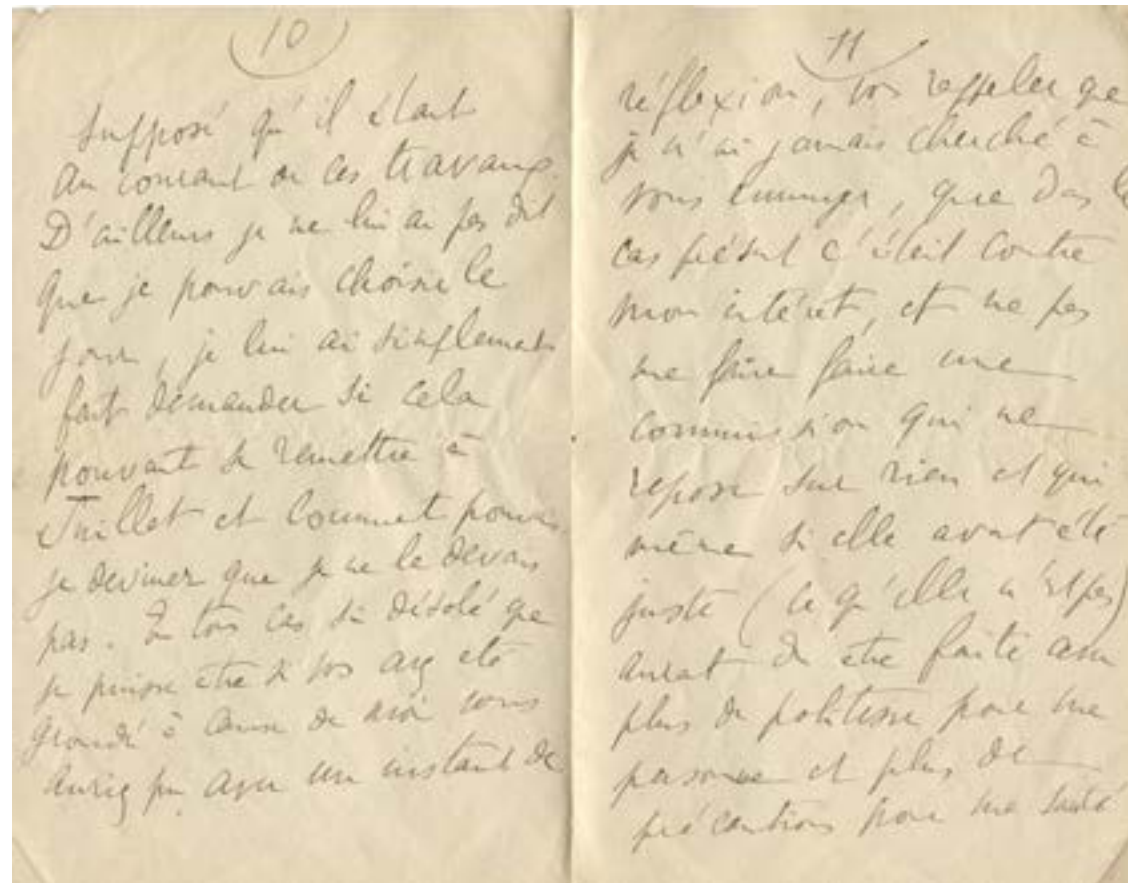 10
supposé qu'il était
au courant de ces travaux.
D'ailleurs je ne lui ai pas dit
que je pouvais choisir le
jour, je lui ai simplement
fait demander si cela
pouvait se remettre à
Juillet et comment pouvais
je deviner que je ne le devais
pas. En tous cas si désolé que
je puisse être si vous avez été
grondé à cause de moi vous
auriez pu avoir un instant de
11
réflexion, vous rappeler que
je n'ai jamais cherché à
vous ennuyer, que dans le
cas présent c'était contre
mon intérêt, et ne pas
me faire faire une
commission qui ne
repose sur rien et qui
même si elle avait été
juste (ce qu'elle n'est pas)
aurait dû être faite avec
plus de politesse pour ma
personne et plus de
précautions pour ma santé